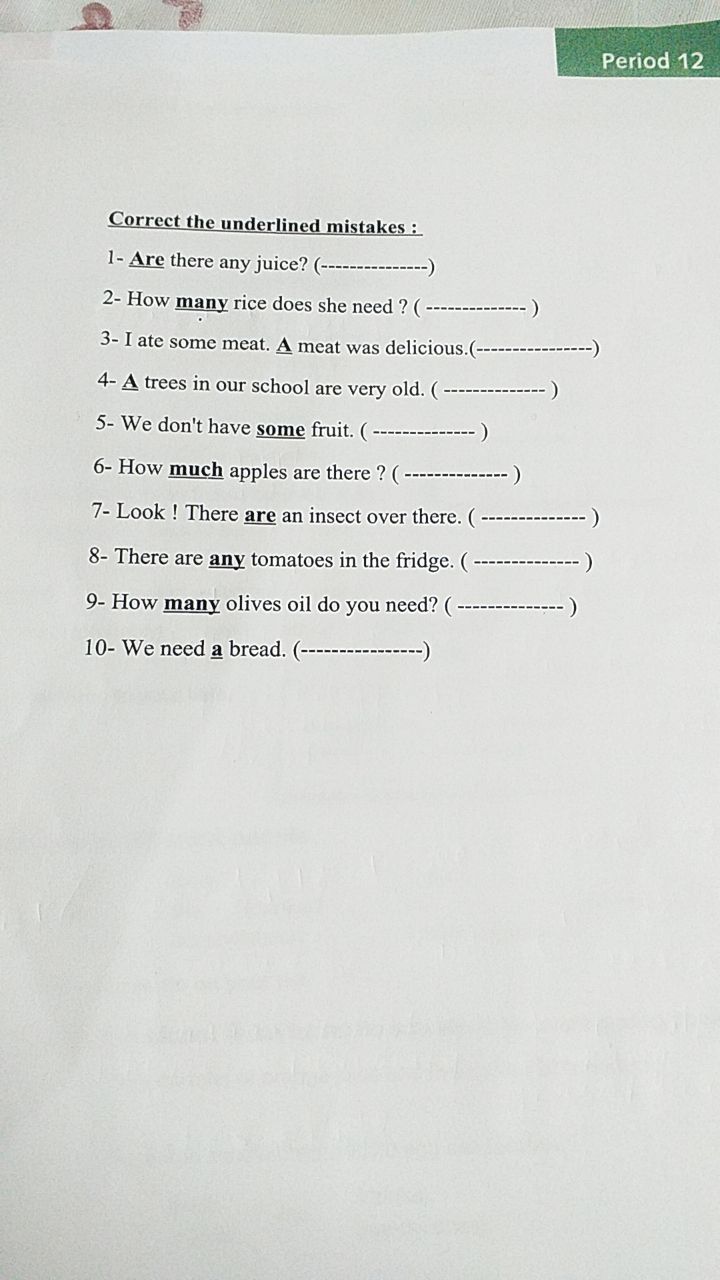 Period 12
Correct the underlined mistakes :
1- Are there any juice? (---------------)
2- How many rice does she need ? ( -------------- )
3- I ate some meat. A meat was delicious.(----------------)
4- A trees in our school are very old. ( -------------- )
5- We don't have some fruit. ( -------------- )
6- How much apples are there ? ( -------------- )
7- Look ! There are an insect over there. ( -------------- )
8- There are any tomatoes in the fridge. ( -------------- )
9- How many olives oil do you need? ( -------------- )
10- We need a bread. (----------------)